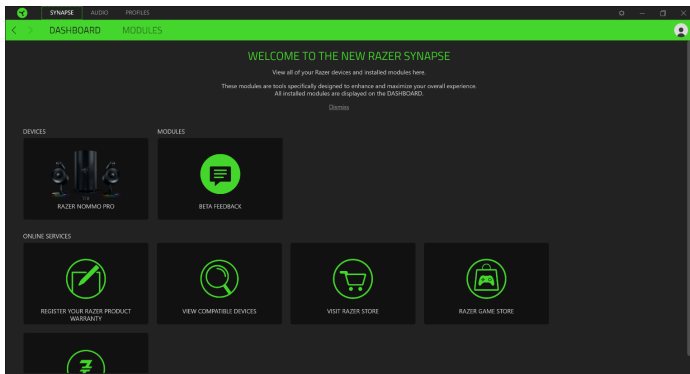 SYNAPSE AUDIO PROFILES
DASHBOARD MODULES
WELCOME TO THE NEW RAZER SYNAPSE
View all of your Razer devices and installed modules here.
These modules are tools specifically designed to enhance and maximize your overall experience.
All installed modules are displayed on the DASHBOARD.
Dismiss
DEVICES MODULES
RAZER NOMMO PRO BETA FEEDBACK
ONLINE SERVICES
REGISTER YOUR RAZER PRODUCT
WARRANTY
VIEW COMPATIBLE DEVICES VISIT RAZER STORE RAZER GAME STORE